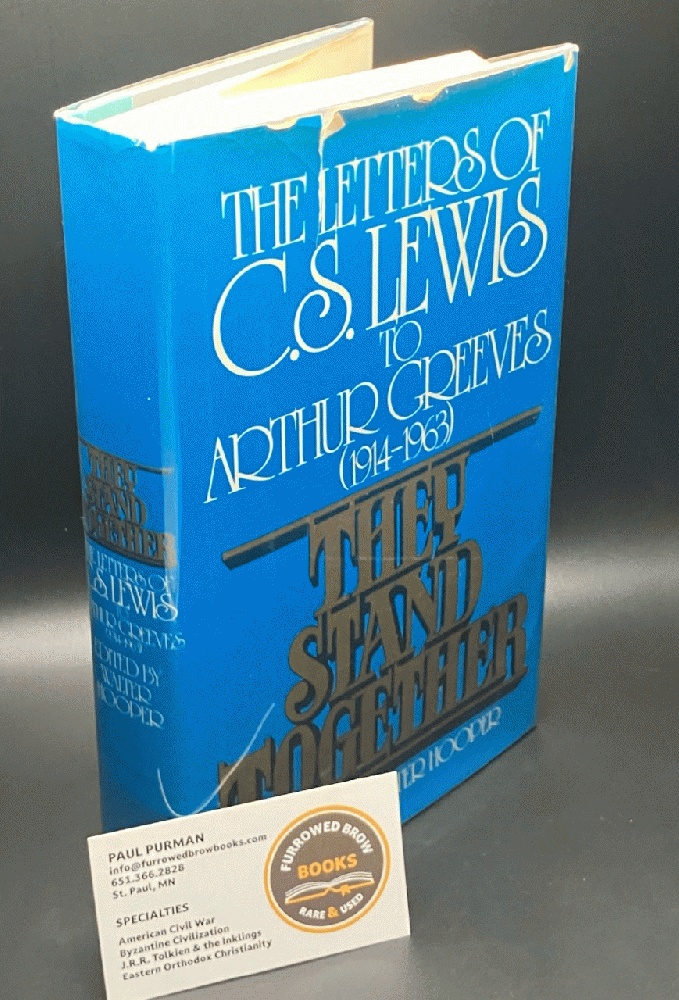 THE LETTERS OF
C.S. LEWIS
TO
ARTHUR GREEVES
(1914-1963)
THEY
STAND
TOGETHER
HOOPER
THEY
STAND
TOGETHER
LETTERS OF
C.S. LEWIS
GREEVES
EDITED BY
WALTER
HOOPER
PAUL PURMAN
info@furrowedbrowbooks.com
651.366.2828
St. Paul, MN
SPECIALTIES
American Civil War
Byzantine Civilization
J.R.R. Tolkien & the Inklings
Eastern Orthodox Christianity
FURROWED BROW
BOOKS
RARE & USED